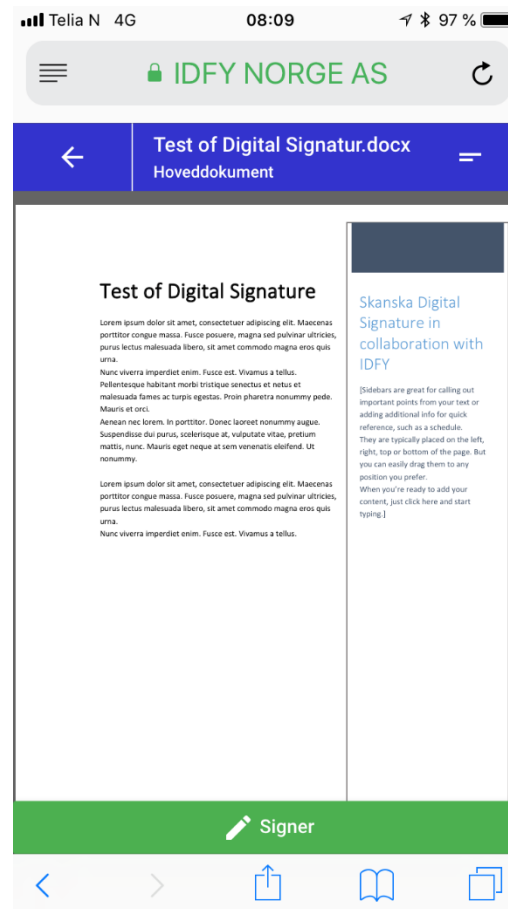 Telia N 4G 08:09 97 %
IDFY NORGE AS
Test of Digital Signatur.docx
Hoveddokument
Test of Digital Signature
Lorem ipsum dolor sit amet, consectetuer adipiscing elit. Maecenas
porttitor congue massa. Fusce posuere, magna sed pulvinar ultricies,
purus lectus malesuada libero, sit amet commodo magna eros quis
urna.
Nunc viverra imperdiet enim. Fusce est. Vivamus a tellus.
Pellentesque habitant morbi tristique senectus et netus et
malesuada fames ac turpis egestas. Proin pharetra nonummy pede.
Mauris et orci.
Aenean nec lorem. In porttitor. Donec laoreet nonummy augue.
Suspendisse dui purus, scelerisque at, vulputate vitae, pretium
mattis, nunc. Mauris eget neque at sem venenatis eleifend. Ut
nonummy.
Lorem ipsum dolor sit amet, consectetuer adipiscing elit. Maecenas
porttitor congue massa. Fusce posuere, magna sed pulvinar ultricies,
purus lectus malesuada libero, sit amet commodo magna eros quis
urna.
Nunc viverra imperdiet enim. Fusce est. Vivamus a tellus.
Skanska Digital
Signature in
collaboration with
IDFY
[Sidebars are great for calling out
important points from your text or
adding additional info for quick
reference, such as a schedule.
They are typically placed on the left,
right, top or bottom of the page. But
you can easily drag them to any
position you prefer.
When you're ready to add your
content, just click here and start
typing.]
Signer